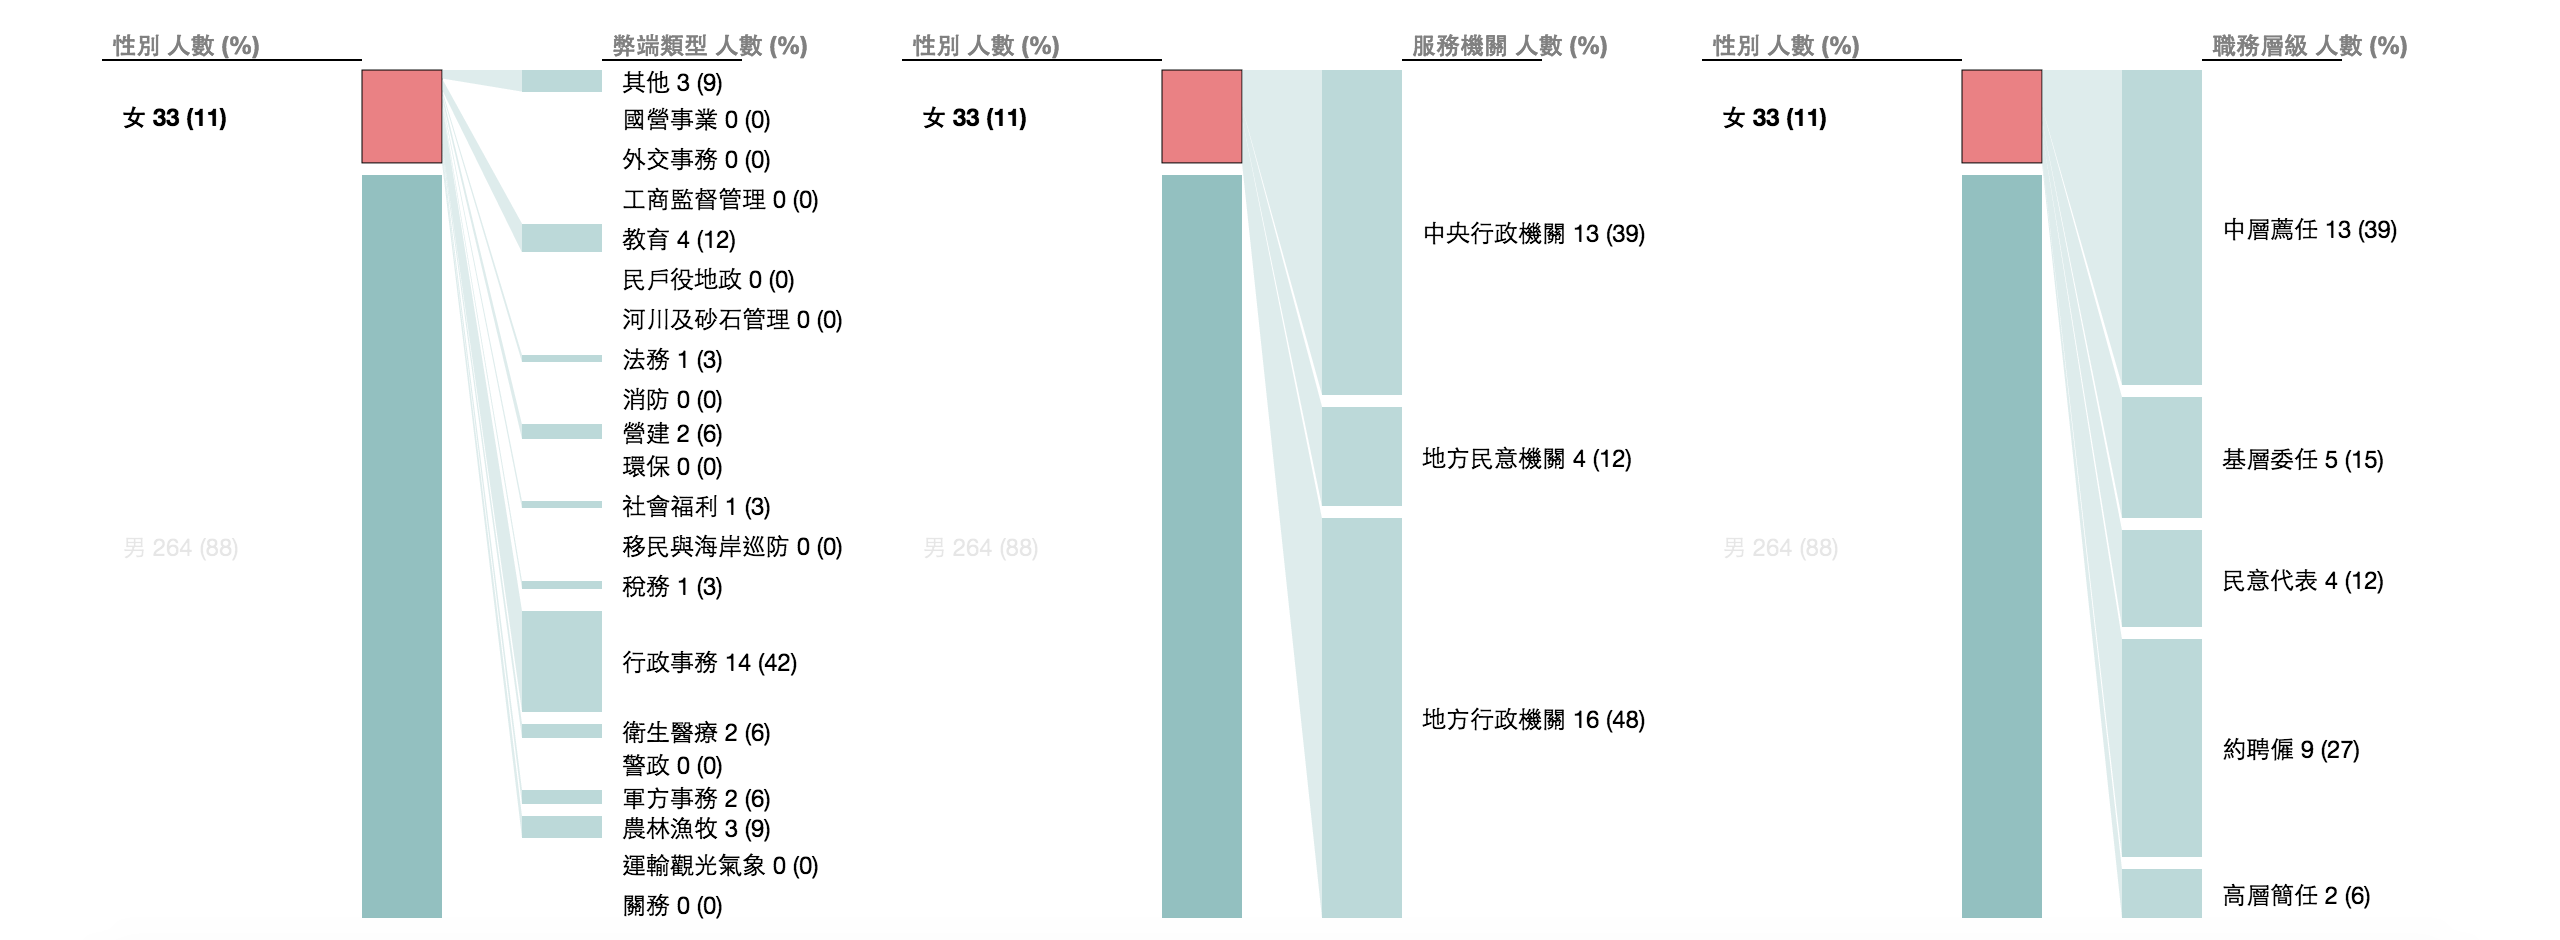 性別 人數 (%)
弊端類型 人數 (%)
女 33 (11)
男 264 (88)
其他 3 (9)
國營事業 0 (0)
外交事務 0 (0)
工商監督管理 0 (0)
教育 4 (12)
民戶役地政 0 (0)
河川及砂石管理 0 (0)
法務 1 (3)
消防 0 (0)
營建 2 (6)
環保 0 (0)
社會福利 1 (3)
移民與海岸巡防 0 (0)
稅務 1 (3)
行政事務 14 (42)
衛生醫療 2 (6)
警政 0 (0)
軍方事務 2 (6)
農林漁牧 3 (9)
運輸觀光氣象 0 (0)
關務 0 (0)
性別 人數 (%)
服務機關 人數 (%)
女 33 (11)
男 264 (88)
中央行政機關 13 (39)
地方民意機關 4 (12)
地方行政機關 16 (48)
性別 人數 (%)
職務層級 人數 (%)
女 33 (11)
男 264 (88)
中層薦任 13 (39)
基層委任 5 (15)
民意代表 4 (12)
約聘僱 9 (27)
高層簡任 2 (6)